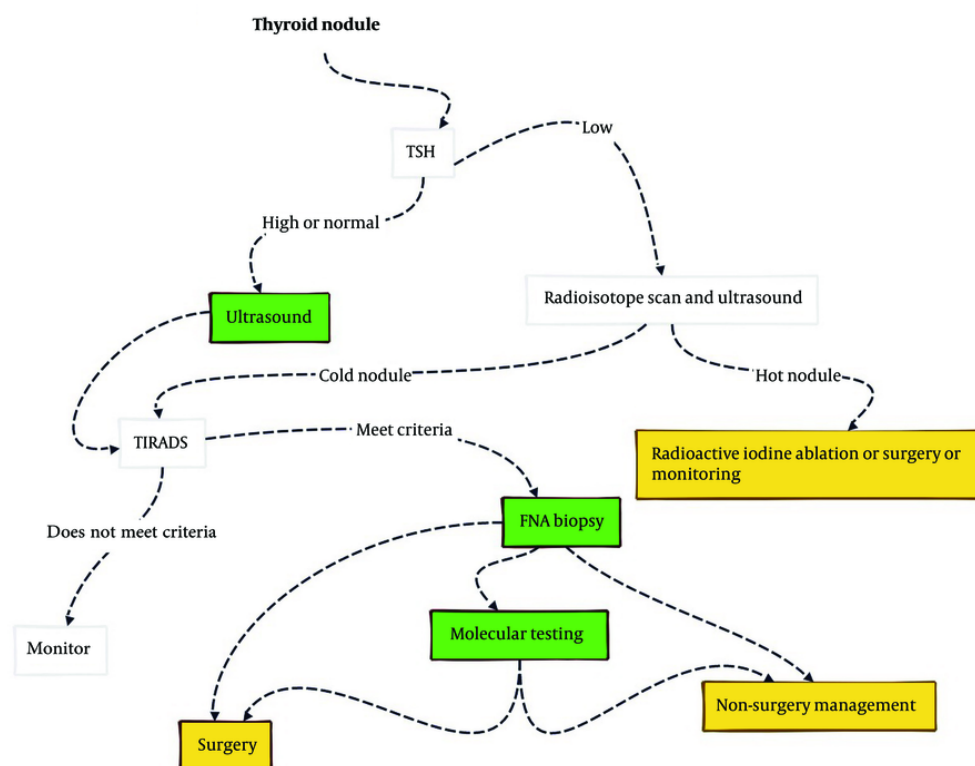 Thyroid nodule
Low
TSH
High or normal
Radioisotope scan and ultrasound
Ultrasound
Cold nodule
Hot nodule
Meet criteria
TIRADS
Radioactive iodine ablation or surgery or
monitoring
FNA biopsy
Does not meet criteria
Molecular testing
Monitor
Non-surgery management
Surgery